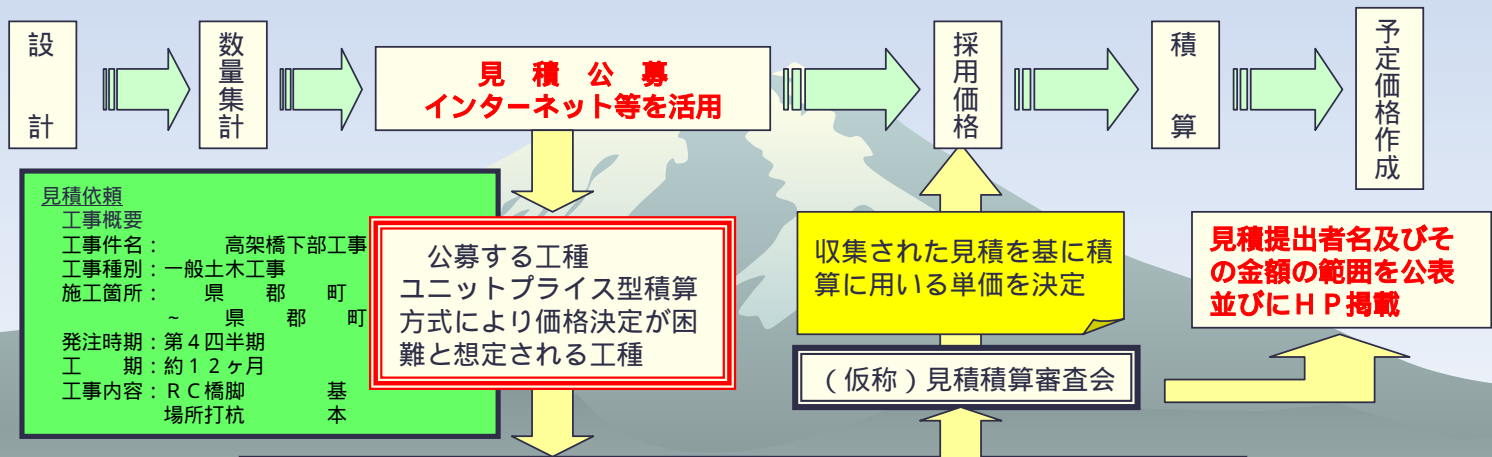 設計
数量集計
見 積 公 募
インターネット等を活用
採用価格
積算
予定価格作成
見積依頼
工事概要
工事件名： 高架橋下部工事
工事種別：一般土木工事
施工箇所： 県 郡 町
～ 県 郡 町
発注時期：第４四半期
工 期：約１２ヶ月
工事内容：ＲＣ橋脚 基
場所打杭 本
公募する工種
ユニットプライス型積算
方式により価格決定が困
難と想定される工種
収集された見積を基に積
算に用いる単価を決定
（仮称）見積積算審査会
見積提出者名及びそ
の金額の範囲を公表
並びにＨＰ掲載